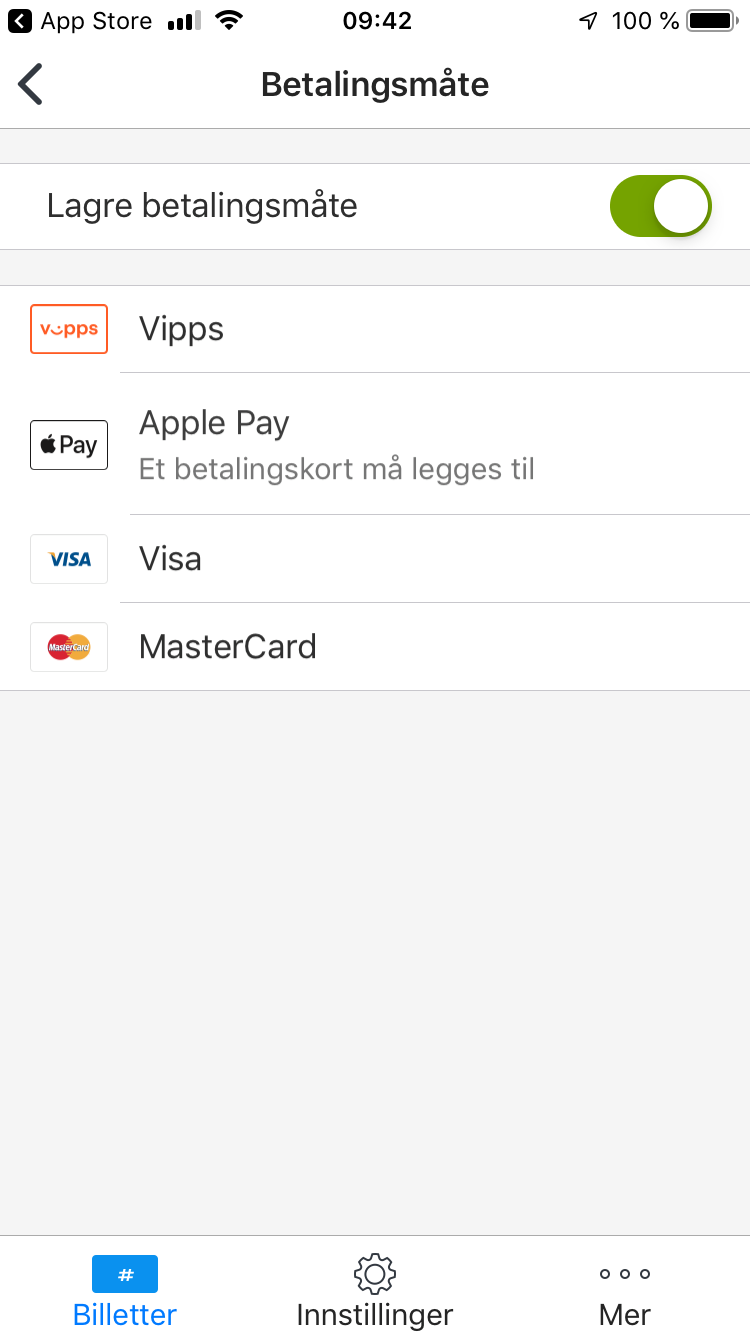 App Store 09:42 100 %
Betalingsmåte
Lagre betalingsmåte
vipps Vipps
Apple Pay
Pay
Et betalingskort må legges til
VISA Visa
MasterCard MasterCard
#
Billetter Innstillinger Mer